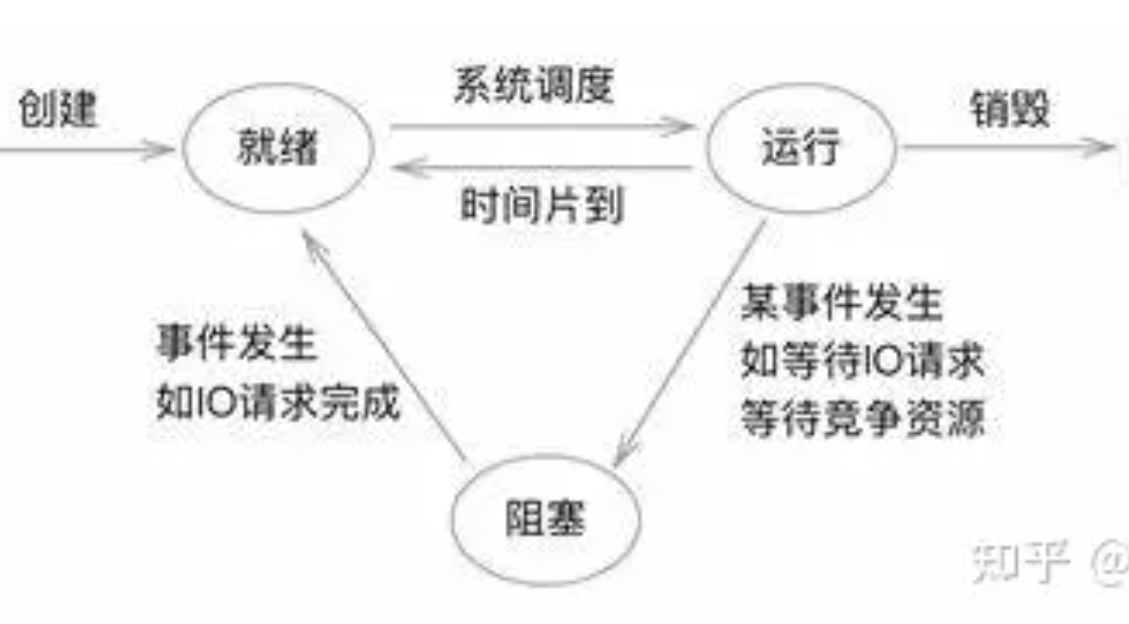 创建
就绪
系统调度
时间片到
运行
销毁
事件发生
如IO请求完成
某事件发生
如等待IO请求
等待竞争资源
阻塞
知乎 @